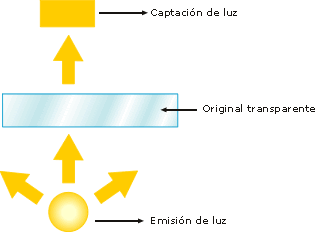 Captación de luz
Original transparente
Emisión de luz